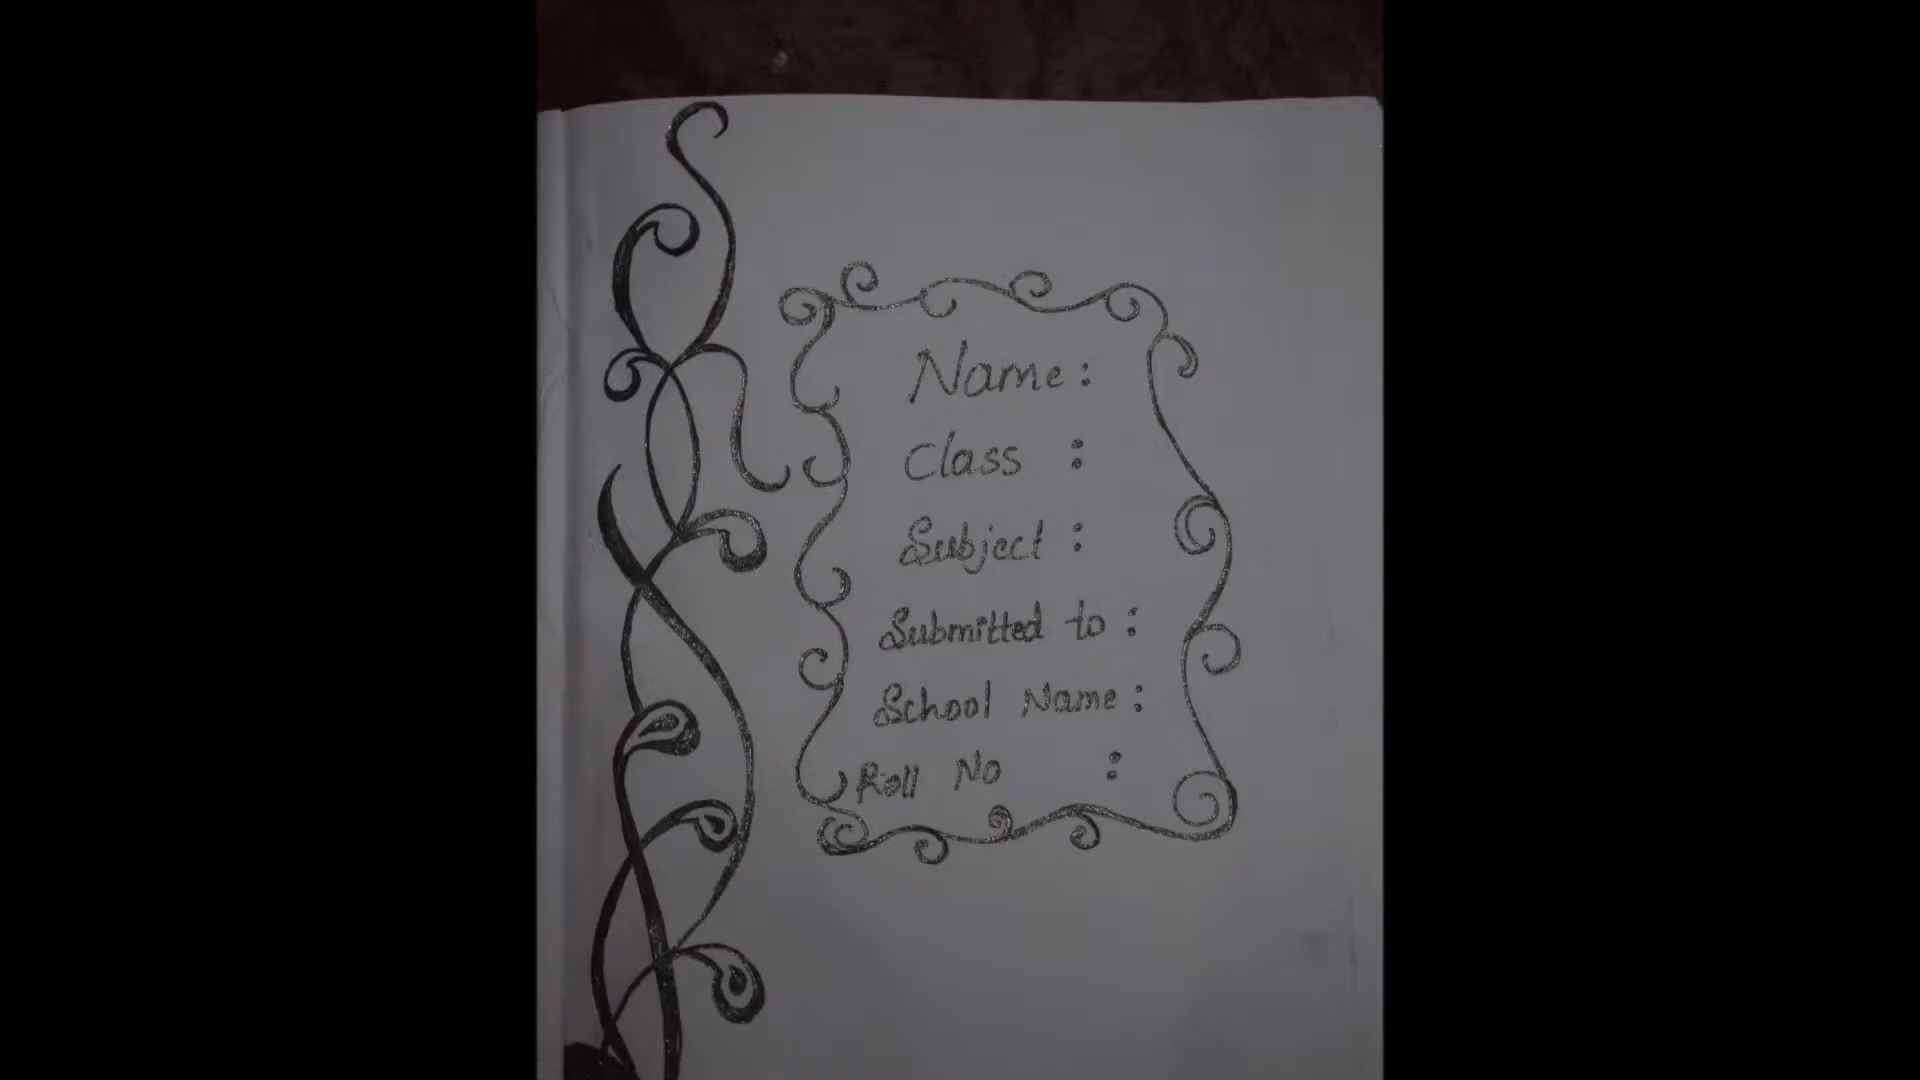 Name :
Class :
Subject :
Submitted to :
School Name :
Roll No :